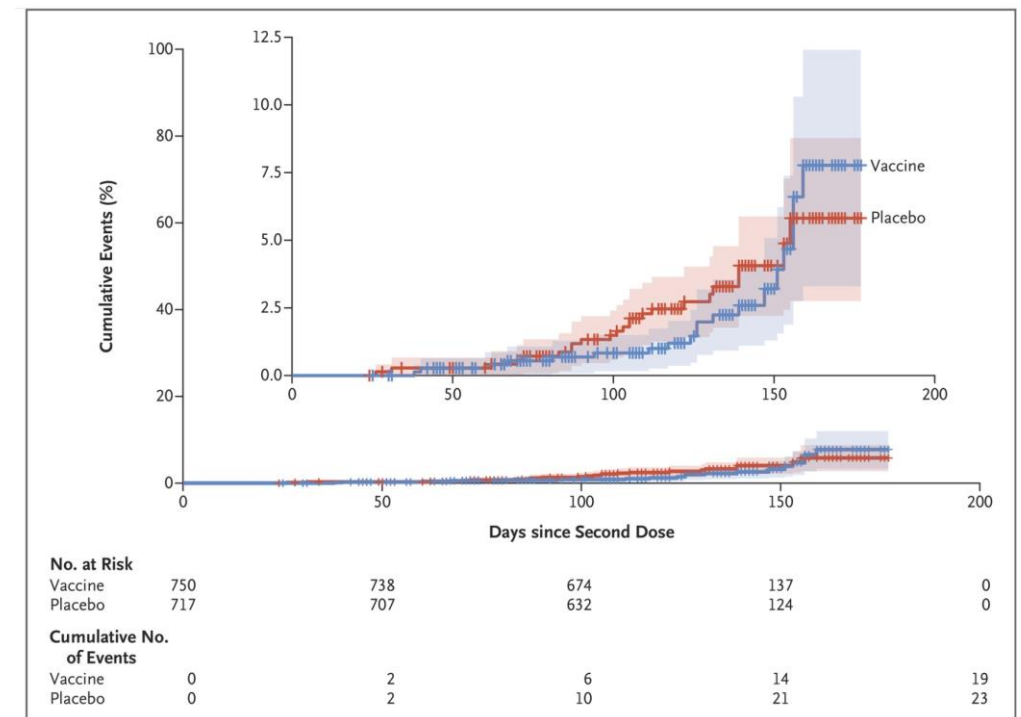 12.5
100
10.0
80
7.5
Vaccine
60
Placebo
5.0
Cumulative Events (%)
40
2.5
0.0
0 50 100 150 200
20
0
0 50 100 150 200
Days since Second Dose
No. at Risk
Vaccine 750 738 674 137 0
Placebo 717 707 632 124 0
Cumulative No.
of Events
Vaccine 0 2 6 14 19
Placebo 0 2 10 21 23